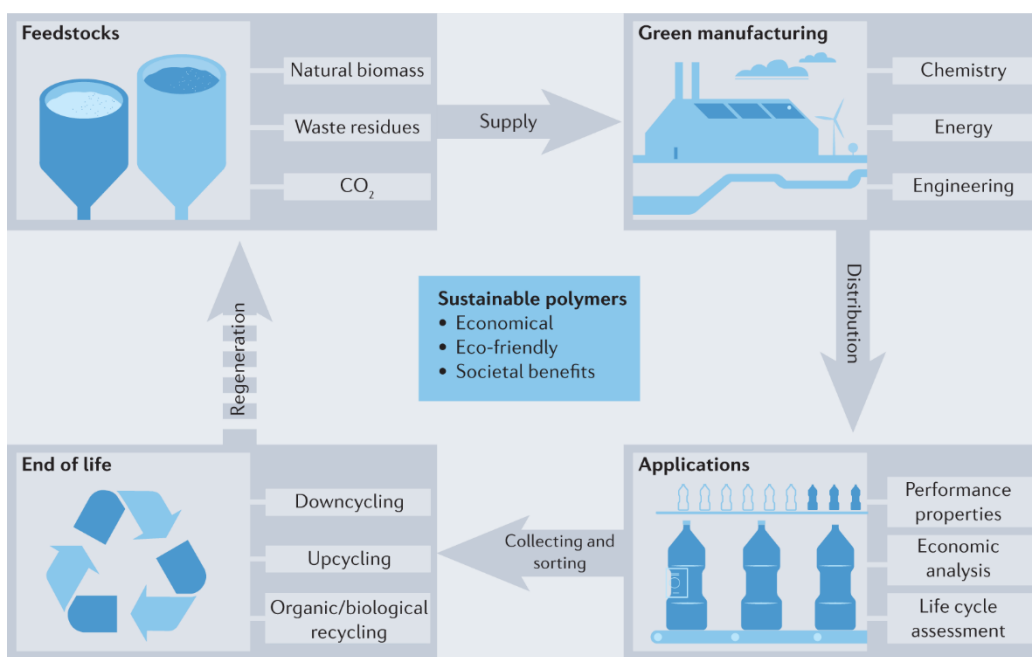 Feedstocks
Natural biomass
Waste residues
CO₂
Supply
Green manufacturing
Chemistry
Energy
Engineering
Distribution
Sustainable polymers
• Economical
• Eco-friendly
• Societal benefits
Regeneration
End of life
Downcycling
Upcycling
Organic/biological
recycling
Collecting and
sorting
Applications
Performance
properties
Economic
analysis
Life cycle
assessment